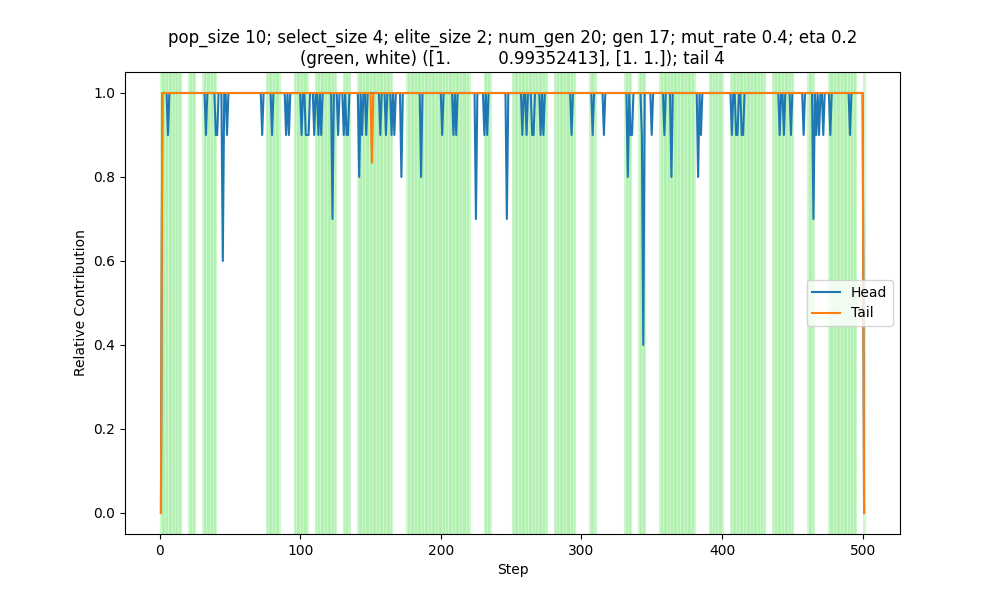 pop_size 10; select_size 4; elite_size 2; num_gen 20; gen 17; mut_rate 0.4; eta 0.2
(green, white) ([1.         0.99352413], [1. 1.]); tail 4
1.0
0.8
0.6
0.4
0.2
0.0
Relative Contribution
Head
Tail
0 100 200 300 400 500
Step